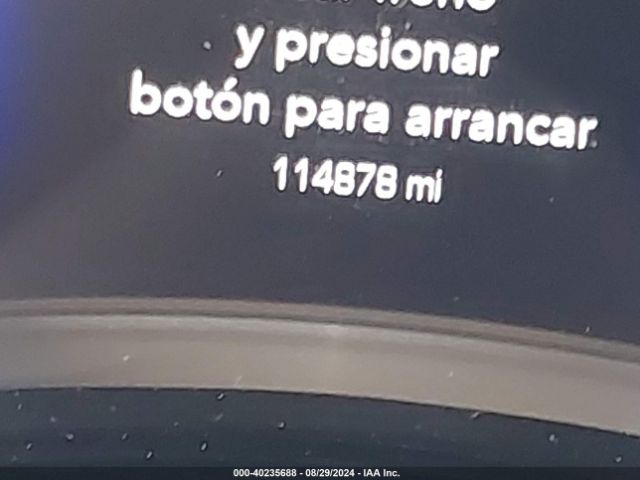 y presionar
botón para arrancar
114878 mi
000-40235688 - 08/29/2024 - IAA Inc.